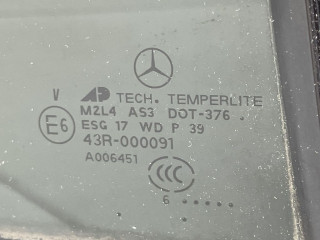 V
AP TECH. TEMPERLITE
M2L4 AS3 DOT-376 .
E6
ESG 17 WD P 39
43R-000091
A006451
CCC
6 .....